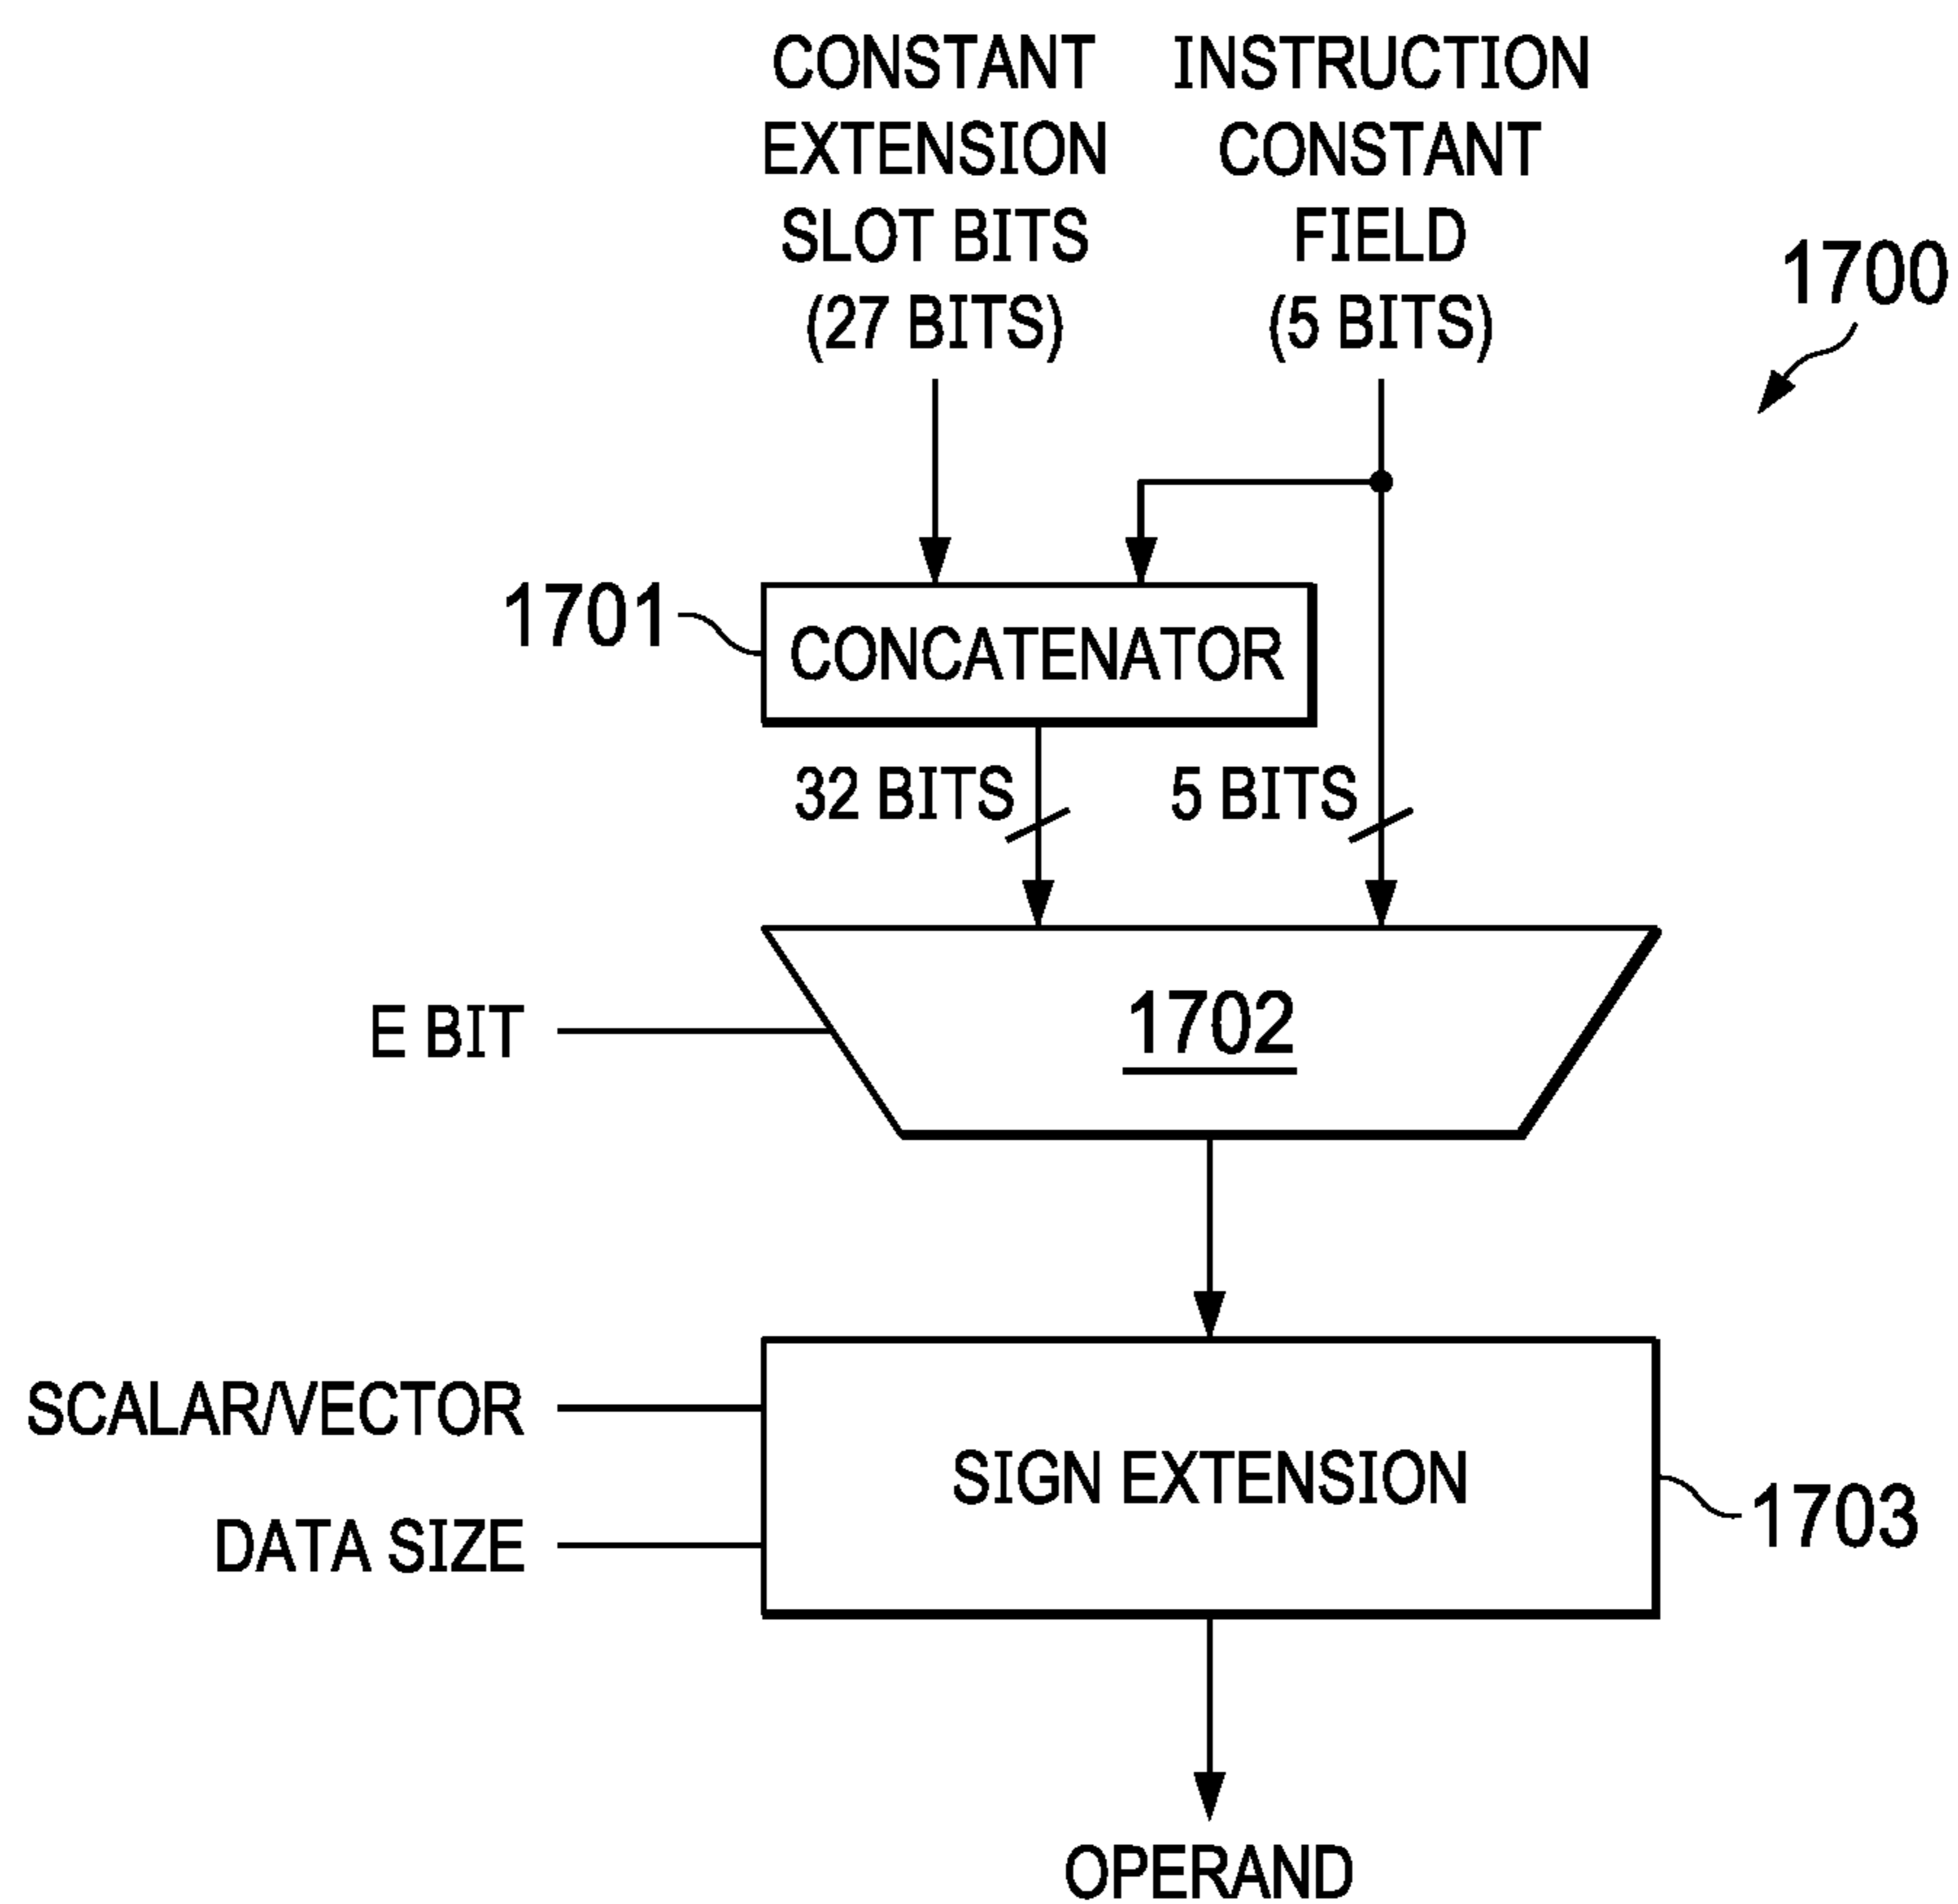 CONSTANT
EXTENSION
SLOT BITS
(27 BITS)
INSTRUCTION
CONSTANT
FIELD
(5 BITS)
1700
1701
CONCATENATOR
32 BITS
5 BITS
E BIT
1702
SCALAR/VECTOR
DATA SIZE
SIGN EXTENSION
1703
OPERAND